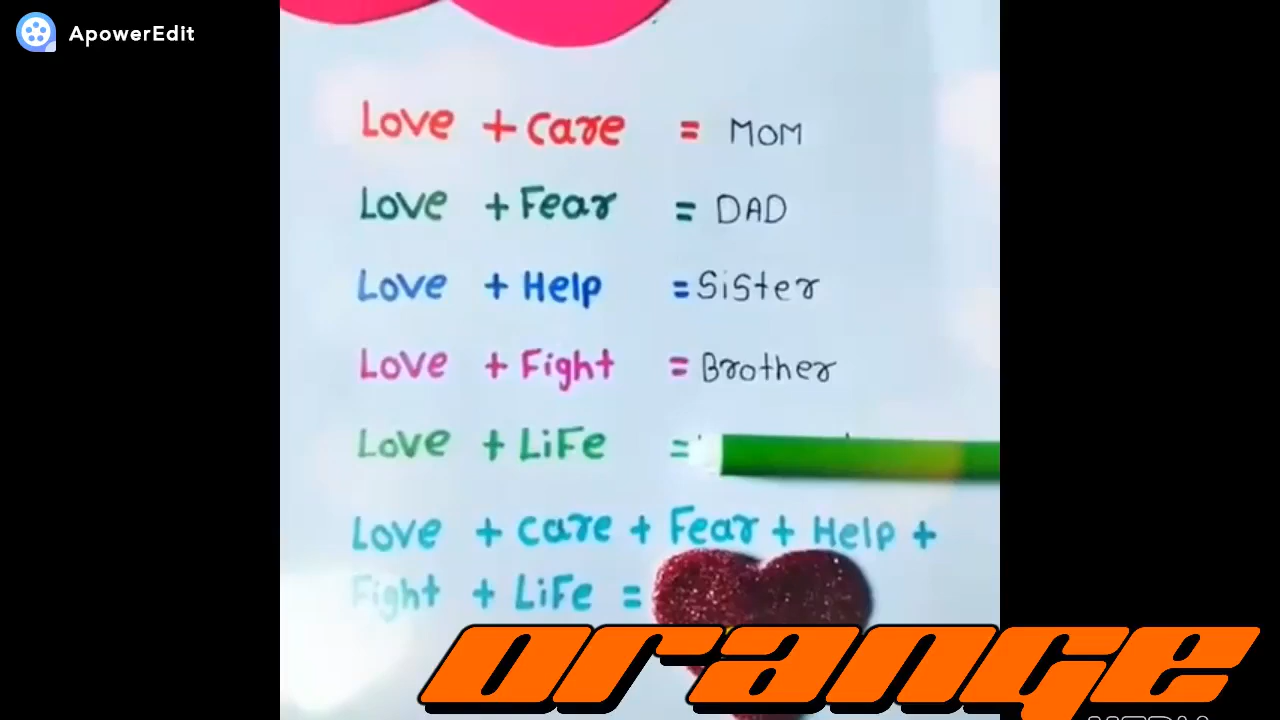 ApowerEdit
Love + Care = MOM
Love + Fear = DAD
Love + Help = Sister
Love + Fight = Brother
Love + Life =
Love + Care + Fear + Help +
Fight + Life =
orange